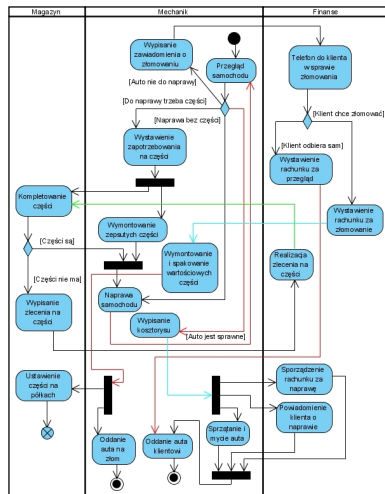 Magazyn
Mechanik
Finanse
Wypisanie
zawiadomienia o
złomowaniu
Przegląd
samochodu
Telefon do klienta
w sprawie
złomowania
[Auto nie do naprawy]
[Do naprawy trzeba części]
[Klient chce złomować]
[Naprawa bez części]
Wystawienie
zapotrzebowania
na części
[Klient odbiera sam]
Wystawienie
rachunku za
przegląd
Kompletowanie
części
Wymontowanie
zepsutych części
Wystawienie
rachunku za
złomowanie
[Części są]
Wymontowanie
i spakowanie
wartościowych
części
Realizacja
zlecenia na
części
[Części nie ma]
Wypisanie
zlecenia na
części
Naprawa
samochodu
Wypisanie
kosztorysu
[Auto jest sprawne]
Ustawienie
części na
półkach
Sporządzenie
rachunku za
naprawę
Powiadomienie
klienta o
naprawie
Oddanie
auta na
złom
Oddanie auta
klientowi
Sprzątanie i
mycie auta